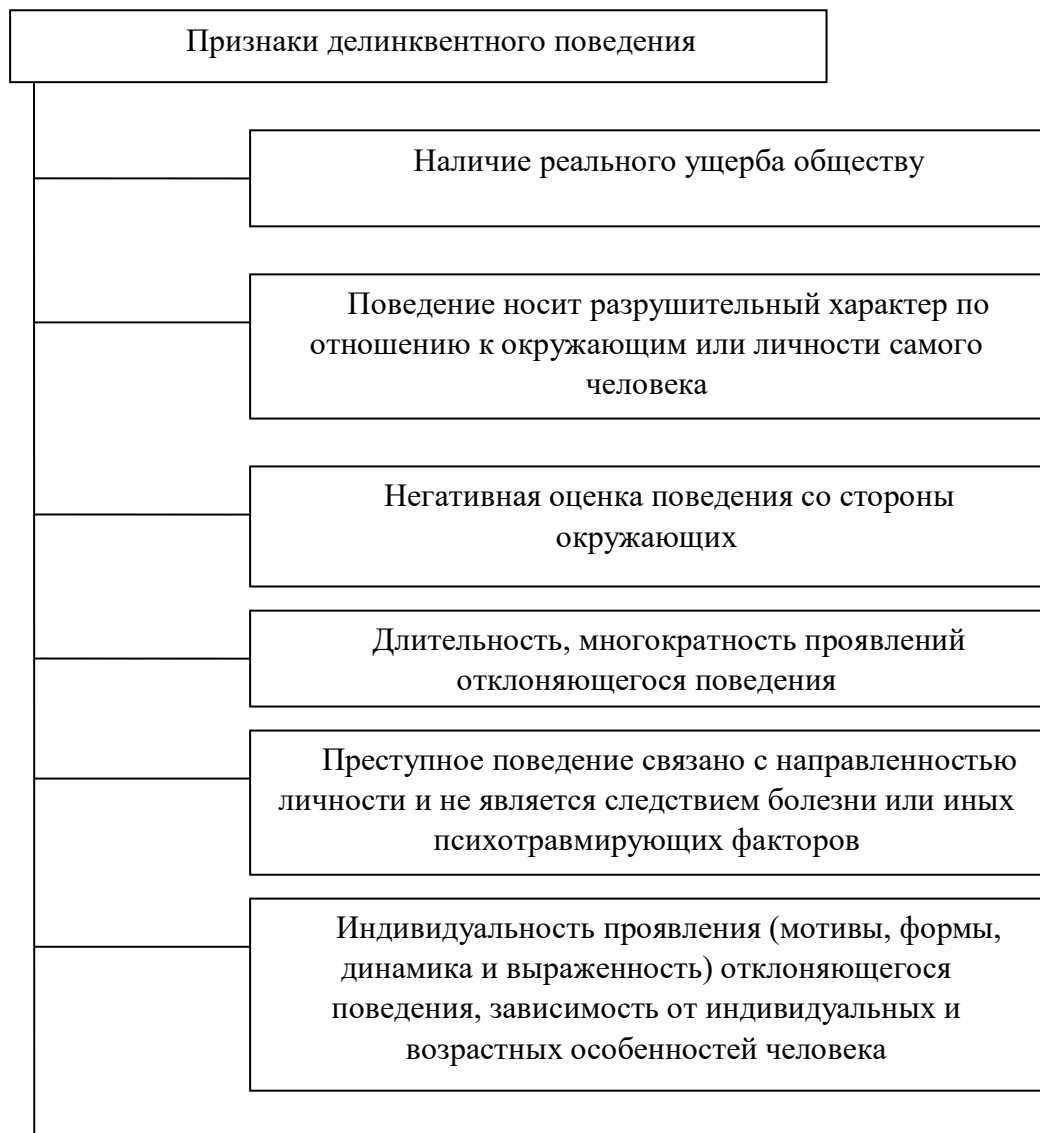 Признаки делинквентного поведения
Наличие реального ущерба обществу
Поведение носит разрушительный характер по
отношению к окружающим или личности самого
человека
Негативная оценка поведения со стороны
окружающих
Длительность, многократность проявлений
отклоняющегося поведения
Преступное поведение связано с направленностью
личности и не является следствием болезни или иных
психотравмирующих факторов
Индивидуальность проявления (мотивы, формы,
динамика и выраженность) отклоняющегося
поведения, зависимость от индивидуальных и
возрастных особенностей человека